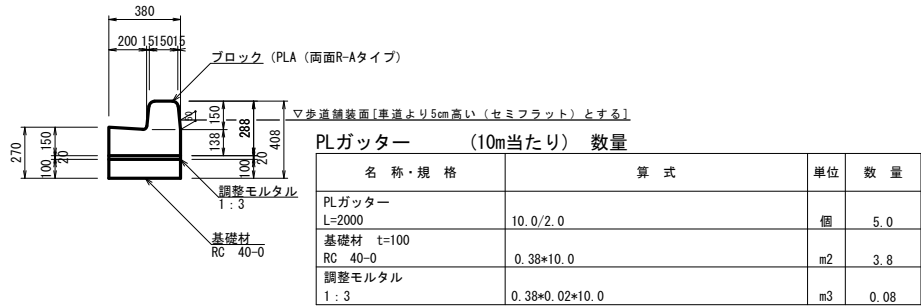 380
200 15 150 15
ブロック (PLA (両面R-Aタイプ)
▽歩道舗装面[車道より5cm高い (セミフラット) とする]
150
138
288
408
270
150
20
100
100
20
調整モルタル
1 : 3
基礎材
RC 40-0
PLガッター (10m当たり) 数量
名 称・規 格 算 式 単位 数 量
PLガッター
L=2000 10.0/2.0 個 5.0
基礎材 t=100
RC 40-0 0.38*10.0 m2 3.8
調整モルタル
1 : 3 0.38*0.02*10.0 m3 0.08